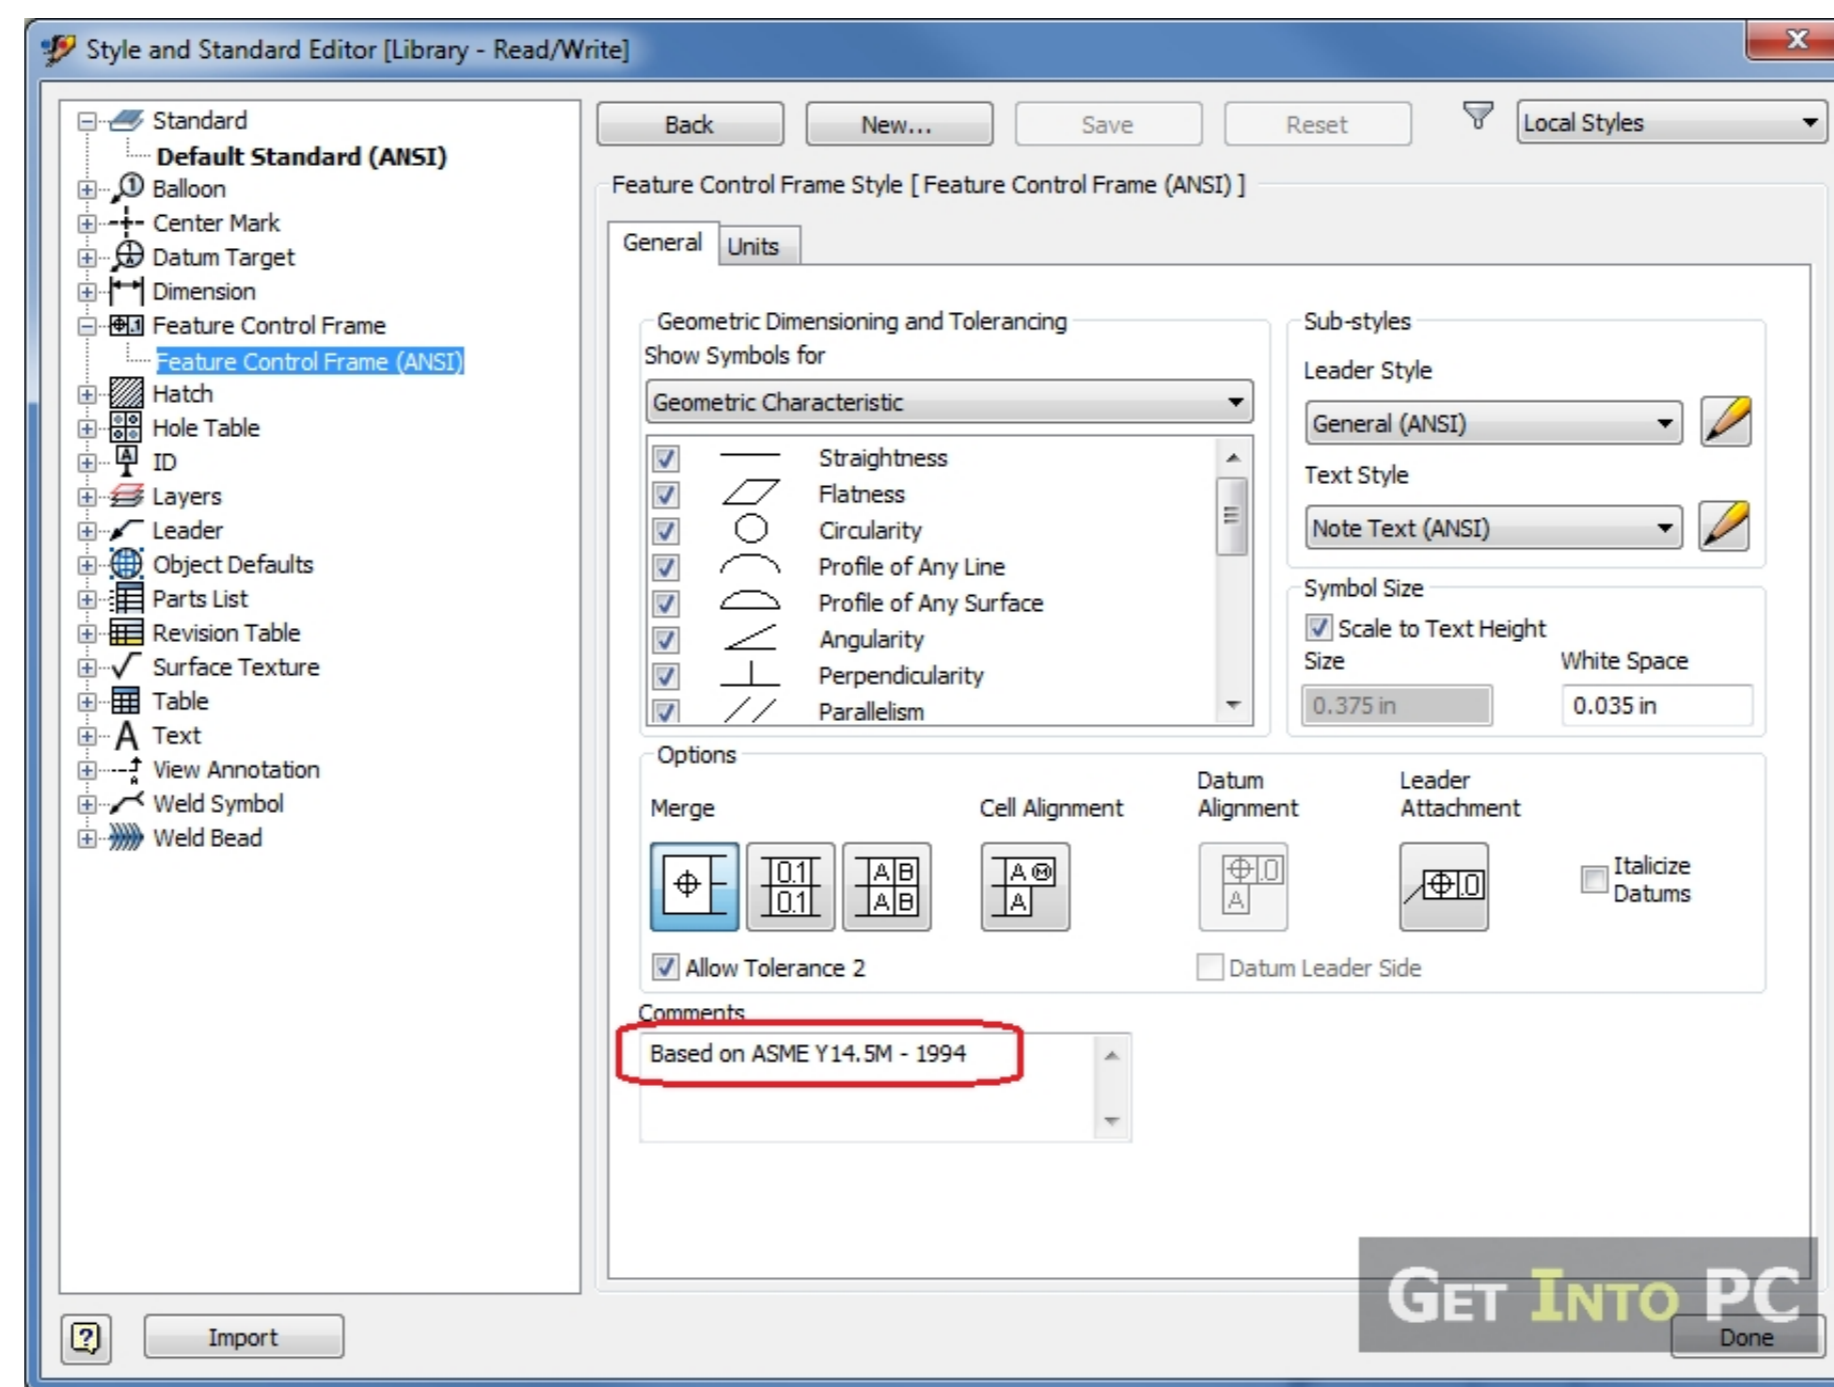 Style and Standard Editor [Library - Read/Write]
X
Standard
Default Standard (ANSI)
Balloon
Center Mark
Datum Target
Dimension
Feature Control Frame
Feature Control Frame (ANSI)
Hatch
Hole Table
ID
Layers
Leader
Object Defaults
Parts List
Revision Table
Surface Texture
Table
Text
View Annotation
Weld Symbol
Weld Bead
Back New... Save Reset Local Styles
Feature Control Frame Style [ Feature Control Frame (ANSI) ]
General Units
Geometric Dimensioning and Tolerancing
Show Symbols for
Geometric Characteristic
Straightness
Flatness
Circularity
Profile of Any Line
Profile of Any Surface
Angularity
Perpendicularity
Parallelism
Sub-styles
Leader Style
General (ANSI)
Text Style
Note Text (ANSI)
Symbol Size
Scale to Text Height
Size White Space
0.375 in 0.035 in
Options
Merge Cell Alignment Datum Alignment Leader Attachment
0.1 A B A M .0 .0
0.1 A B A A
Italicize
Datums
Allow Tolerance 2 Datum Leader Side
Comments
Based on ASME Y14.5M - 1994
GET INTO PC
? Import Done